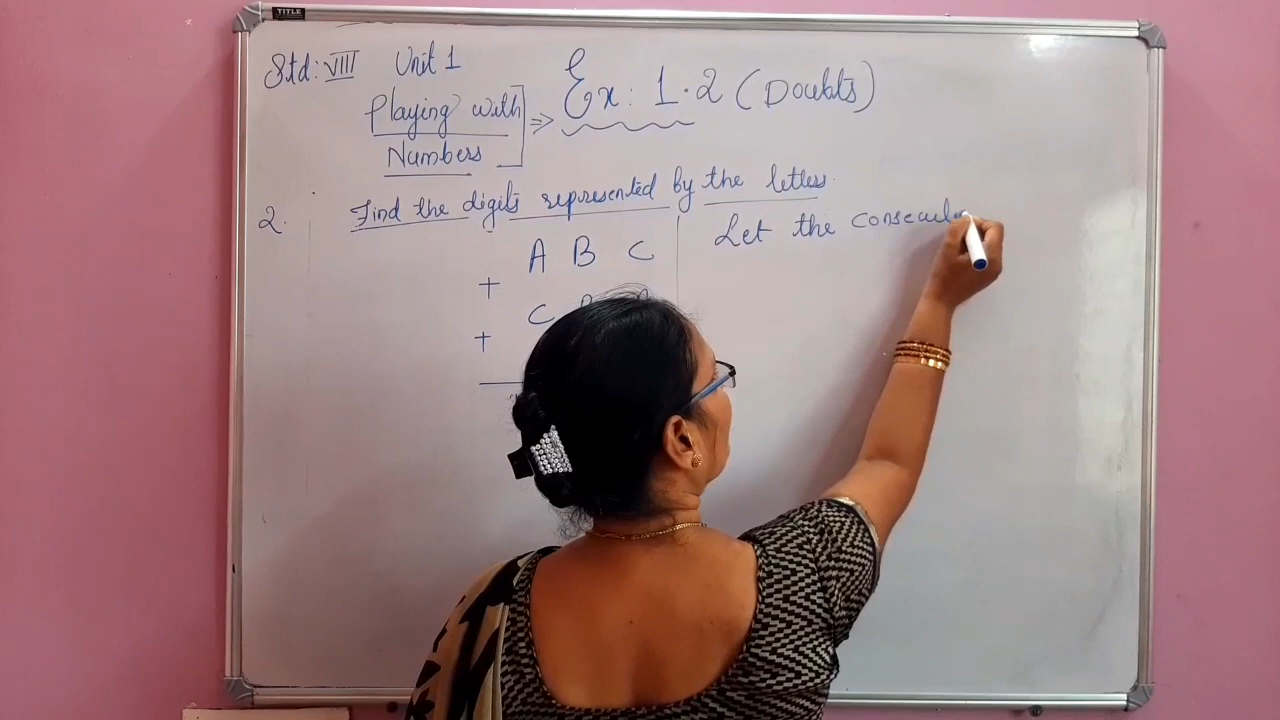 TITLE
Std: VIII Unit 1
Playing with
Numbers
⇒ Ex: 1.2 (Doubts)
2. Find the digits represented by the letters.
A B C
+
C
+
Let the consecu